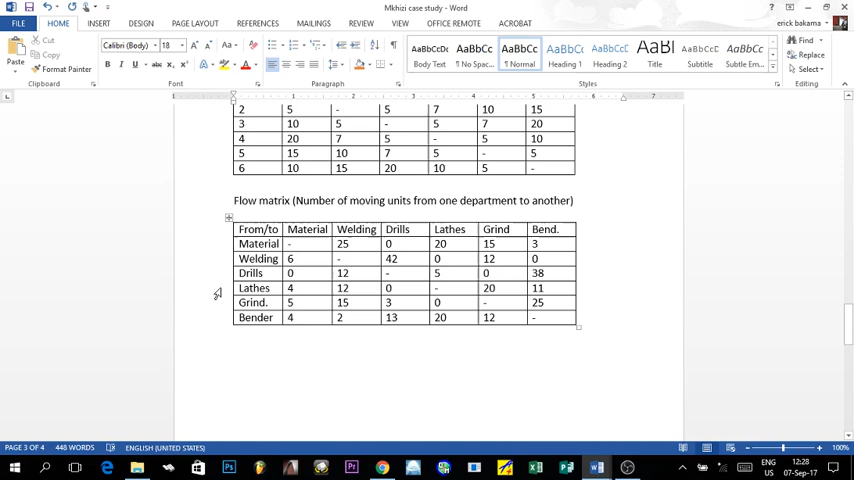 Mkhizi case study - Word
FILE HOME INSERT DESIGN PAGE LAYOUT REFERENCES MAILINGS REVIEW VIEW OFFICE REMOTE ACROBAT erick bakama
Paste Cut Copy Format Painter
Clipboard
Calibri (Body) 18
Font
Paragraph
AaBbCcDc AaBbCc AaBbCc AaBbCc AaBbCc AaBl AaBbCcC AaBbCc
Body Text ¶ No Spac... ¶ Normal Heading 1 Heading 2 Title Subtitle Subtle Em...
Styles
Find Replace Select
Editing
2 5 - 5 7 10 15
3 10 5 - 5 7 20
4 20 7 5 - 5 10
5 15 10 7 5 - 5
6 10 15 20 10 5 -
Flow matrix (Number of moving units from one department to another)
From/to Material Welding Drills Lathes Grind Bend.
Material - 25 0 20 15 3
Welding 6 - 42 0 12 0
Drills 0 12 - 5 0 38
Lathes 4 12 0 - 20 11
Grind. 5 15 3 0 - 25
Bender 4 2 13 20 12 -
PAGE 3 OF 4 448 WORDS ENGLISH (UNITED STATES) 100%
ENG 12:28
US 07-Sep-17